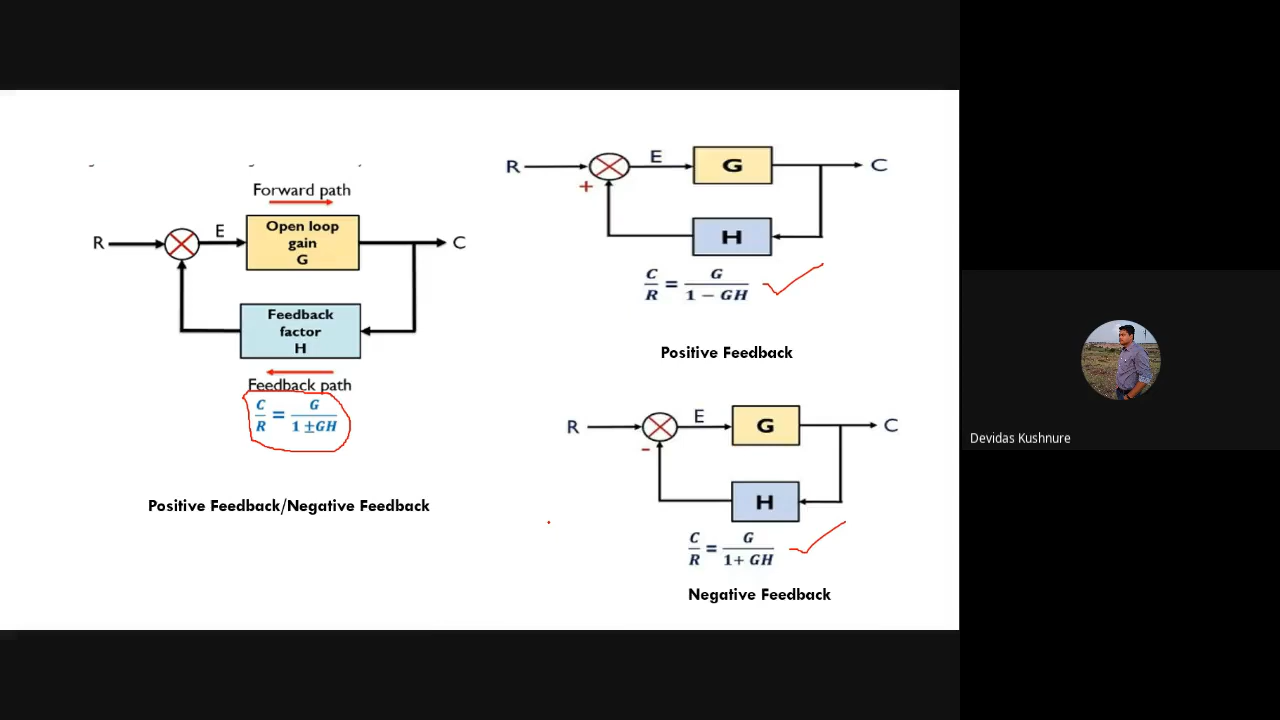 Forward path
R
E
Open loop
gain
G
C
Feedback
factor
H
Feedback path
C/R = G/(1 ± GH)
Positive Feedback/Negative Feedback
R
E
G
C
+
H
C/R = G/(1 − GH)
Positive Feedback
R
E
G
C
-
H
C/R = G/(1+ GH)
Negative Feedback
Devidas Kushnure